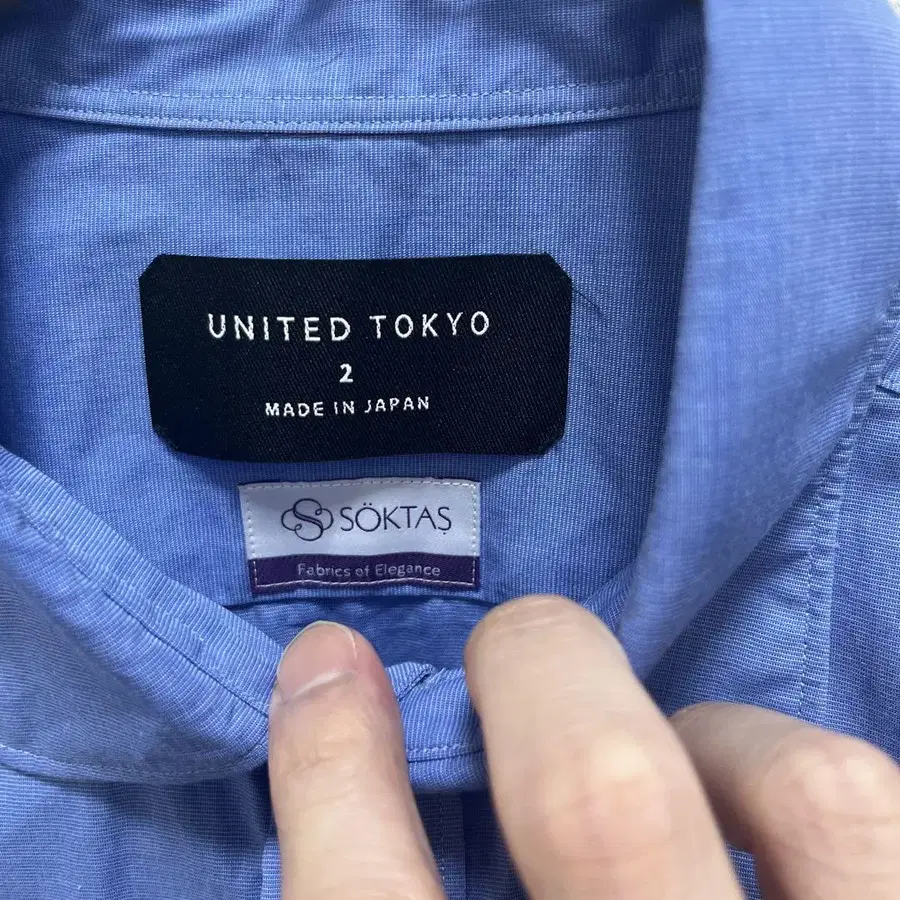 UNITED TOKYO
2
MADE IN JAPAN
SÖKTAŞ
Fabrics of Elegance